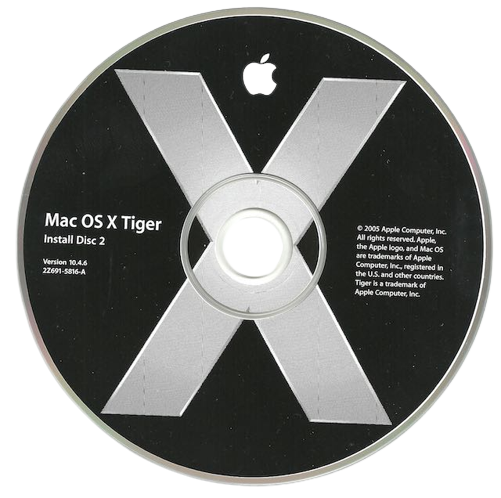 Mac OS X Tiger
Install Disc 2
Version 10.4.6
2Z691-5816-A
© 2005 Apple Computer, Inc.
All rights reserved. Apple,
the Apple logo, and Mac OS
are trademarks of Apple
Computer, Inc., registered in
the U.S. and other countries.
Tiger is a trademark of
Apple Computer, Inc.